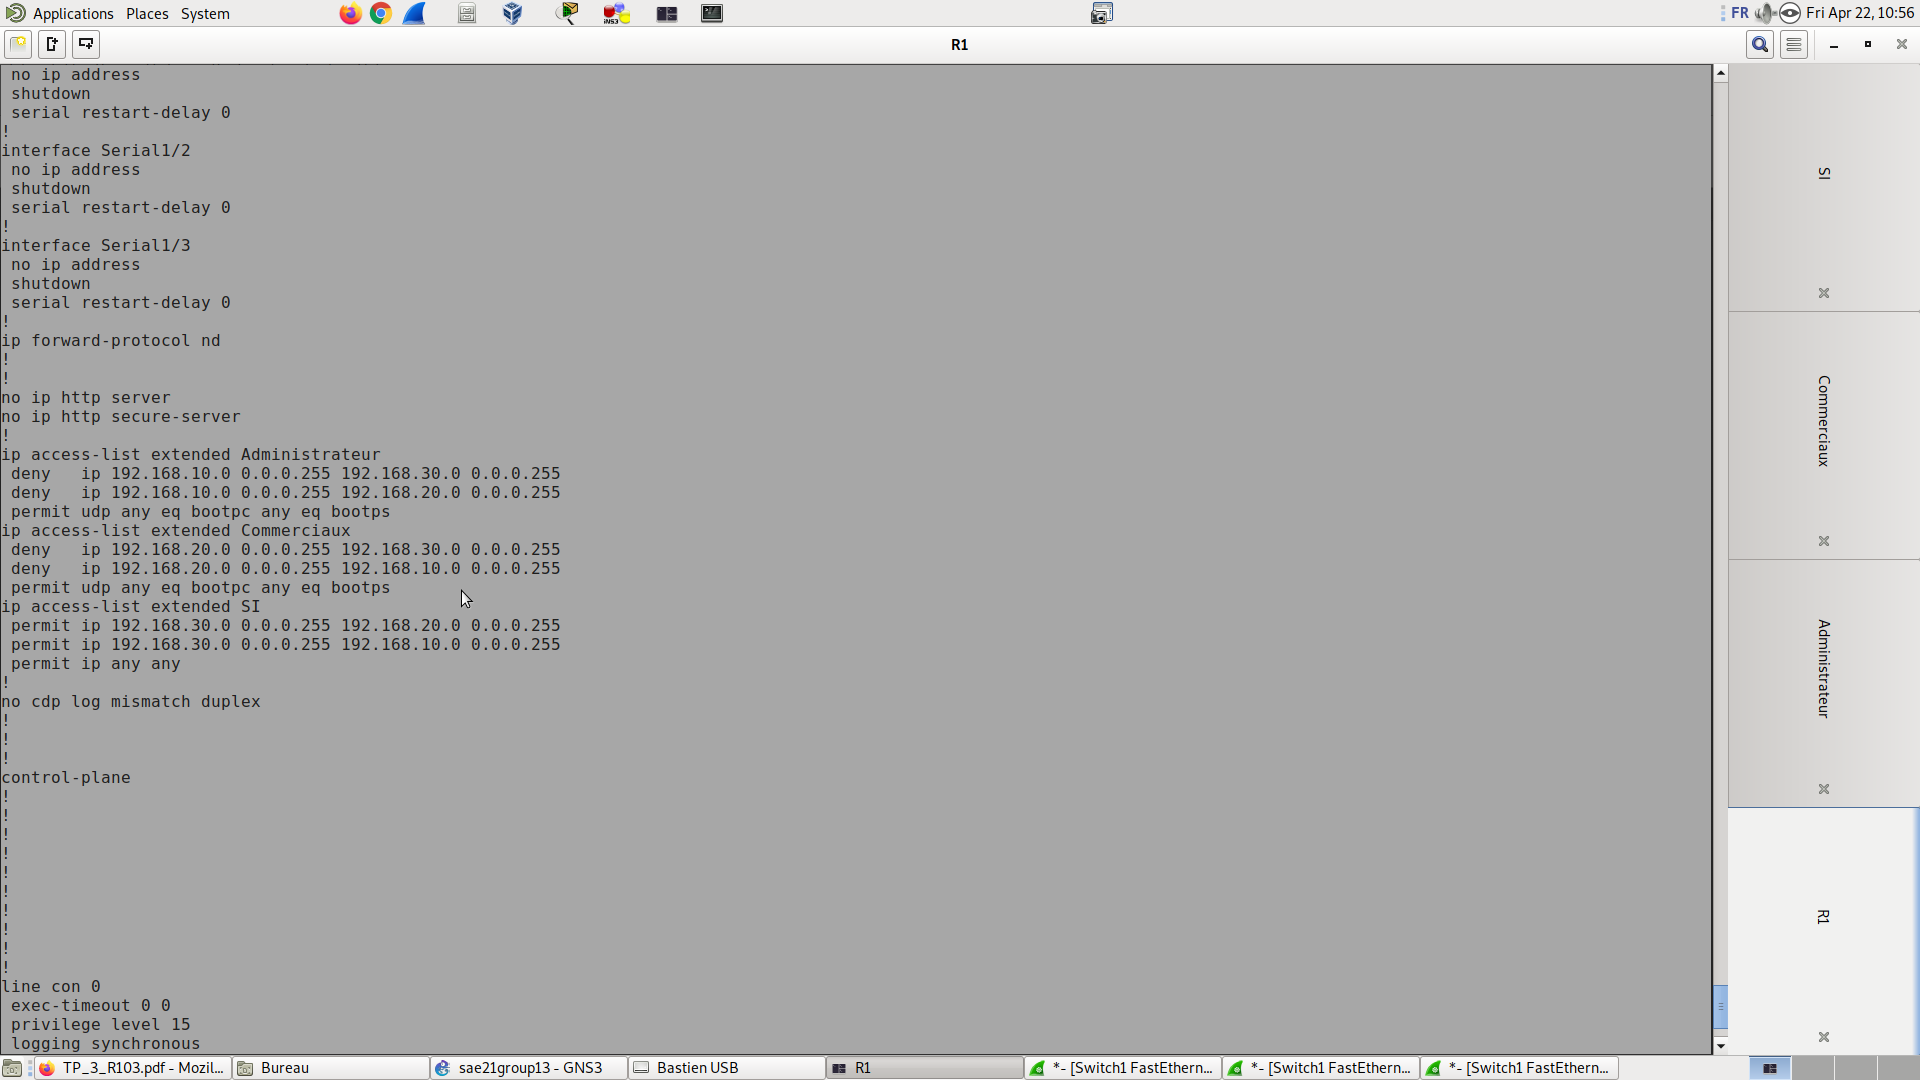 Applications Places System
FR Fri Apr 22, 10:56
R1
no ip address
shutdown
serial restart-delay 0
!
interface Serial1/2
no ip address
shutdown
serial restart-delay 0
!
interface Serial1/3
no ip address
shutdown
serial restart-delay 0
!
ip forward-protocol nd
!
!
no ip http server
no ip http secure-server
!
ip access-list extended Administrateur
deny   ip 192.168.10.0 0.0.0.255 192.168.30.0 0.0.0.255
deny   ip 192.168.10.0 0.0.0.255 192.168.20.0 0.0.0.255
permit udp any eq bootpc any eq bootps
ip access-list extended Commerciaux
deny   ip 192.168.20.0 0.0.0.255 192.168.30.0 0.0.0.255
deny   ip 192.168.20.0 0.0.0.255 192.168.10.0 0.0.0.255
permit udp any eq bootpc any eq bootps
ip access-list extended SI
permit ip 192.168.30.0 0.0.0.255 192.168.20.0 0.0.0.255
permit ip 192.168.30.0 0.0.0.255 192.168.10.0 0.0.0.255
permit ip any any
!
no cdp log mismatch duplex
!
!
!
control-plane
!
!
!
!
!
!
!
!
!
!
line con 0
exec-timeout 0 0
privilege level 15
logging synchronous
SI
Commerciaux
Administrateur
R1
TP_3_R103.pdf - Mozil... Bureau sae21group13 - GNS3 Bastien USB R1 *- [Switch1 FastEthern... *- [Switch1 FastEthern... *- [Switch1 FastEthern...